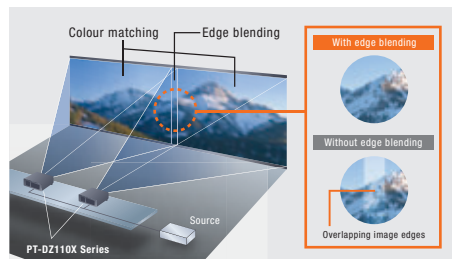 Colour matching
Edge blending
With edge blending
Without edge blending
Source
Overlapping image edges
PT-DZ110X Series